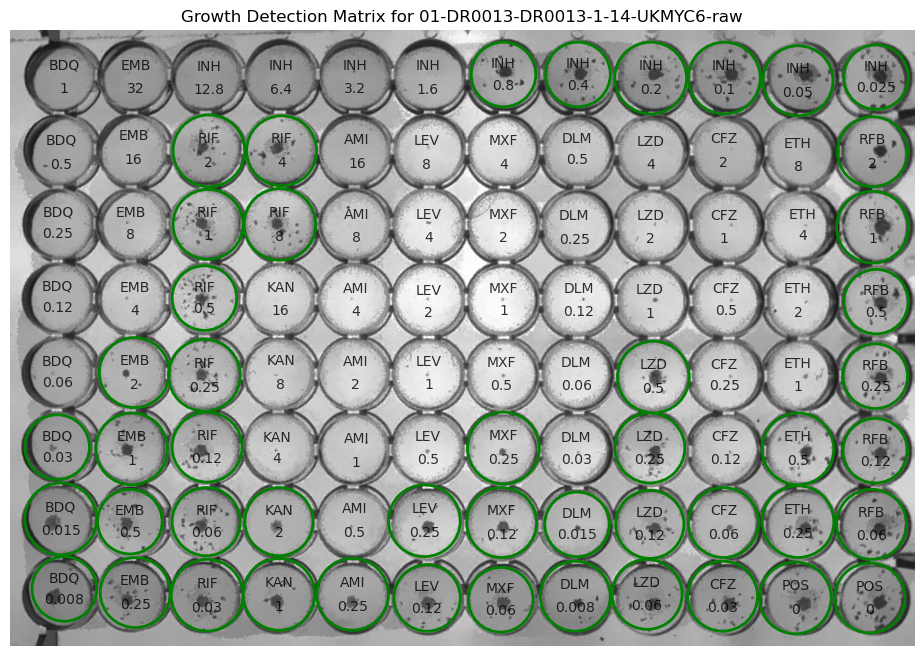 Growth Detection Matrix for 01-DR0013-DR0013-1-14-UKMYC6-raw
BDQ EMB INH INH INH INH INH INH INH INH INH INH
1 32 12.8 6.4 3.2 1.6 0.8 0.4 0.2 0.1 0.05 0.025
BDQ EMB RIF RIF AMI LEV MXF DLM LZD CFZ ETH RFB
0.5 16 2 4 16 8 4 0.5 4 2 8 2
BDQ EMB RIF RIF AMI LEV MXF DLM LZD CFZ ETH RFB
0.25 8 1 8 8 4 2 0.25 2 1 4 1
BDQ EMB RIF KAN AMI LEV MXF DLM LZD CFZ ETH RFB
0.12 4 0.5 16 4 2 1 0.12 1 0.5 2 0.5
BDQ EMB RIF KAN AMI LEV MXF DLM LZD CFZ ETH RFB
0.06 2 0.25 8 2 1 0.5 0.06 0.5 0.25 1 0.25
BDQ EMB RIF KAN AMI LEV MXF DLM LZD CFZ ETH RFB
0.03 1 0.12 4 1 0.5 0.25 0.03 0.25 0.12 0.5 0.12
BDQ EMB RIF KAN AMI LEV MXF DLM LZD CFZ ETH RFB
0.015 0.5 0.06 2 0.5 0.25 0.12 0.015 0.12 0.06 0.25 0.06
BDQ EMB RIF KAN AMI LEV MXF DLM LZD CFZ POS POS
0.008 0.25 0.03 1 0.25 0.12 0.06 0.008 0.06 0.03 0 0